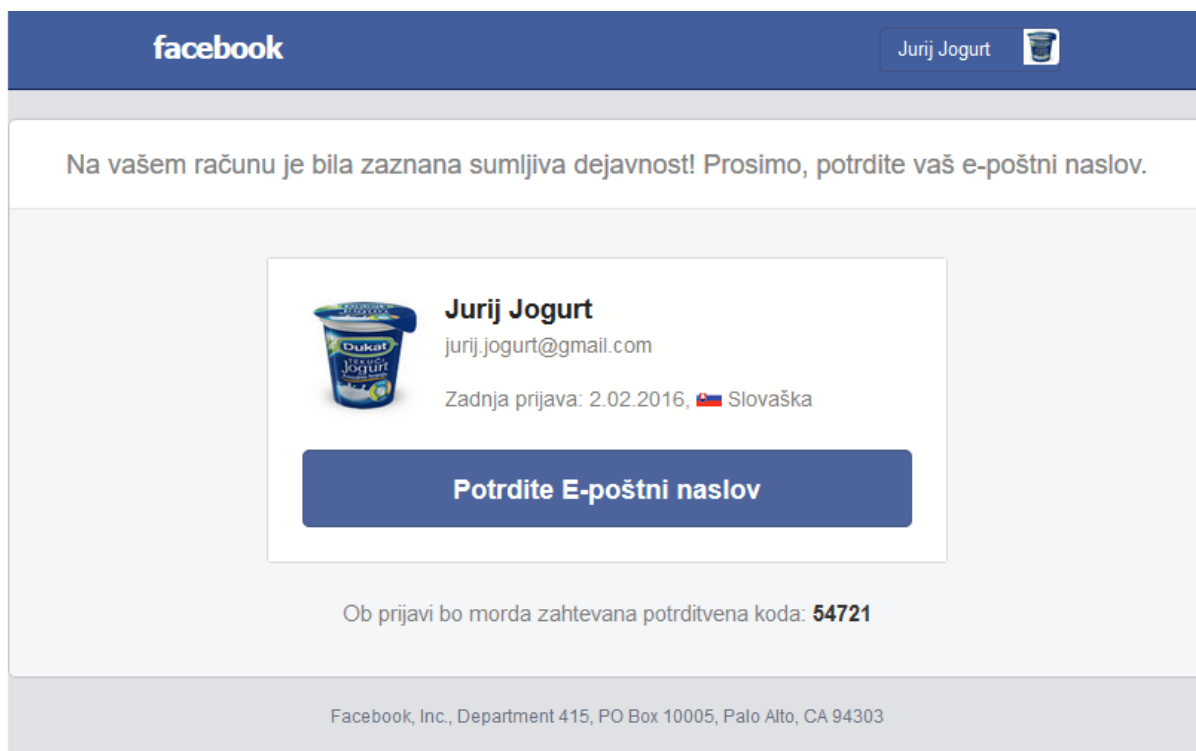 facebook
Jurij Jogurt
Na vašem računu je bila zaznana sumljiva dejavnost! Prosimo, potrdite vaš e-poštni naslov.
Jurij Jogurt
jurij.jogurt@gmail.com
Dukat
TEKUĆI
Jogurt
Zadnja prijava: 2.02.2016, Slovaška
Potrdite E-poštni naslov
Ob prijavi bo morda zahtevana potrditvena koda: 54721
Facebook, Inc., Department 415, PO Box 10005, Palo Alto, CA 94303